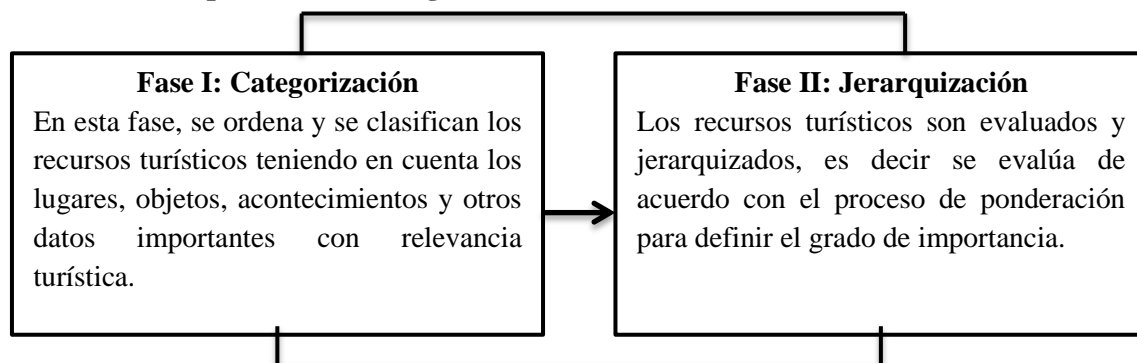 Fase I: Categorización
En esta fase, se ordena y se clasifican los
recursos turísticos teniendo en cuenta los
lugares, objetos, acontecimientos y otros
datos importantes con relevancia
turística.
Fase II: Jerarquización
Los recursos turísticos son evaluados y
jerarquizados, es decir se evalúa de
acuerdo con el proceso de ponderación
para definir el grado de importancia.